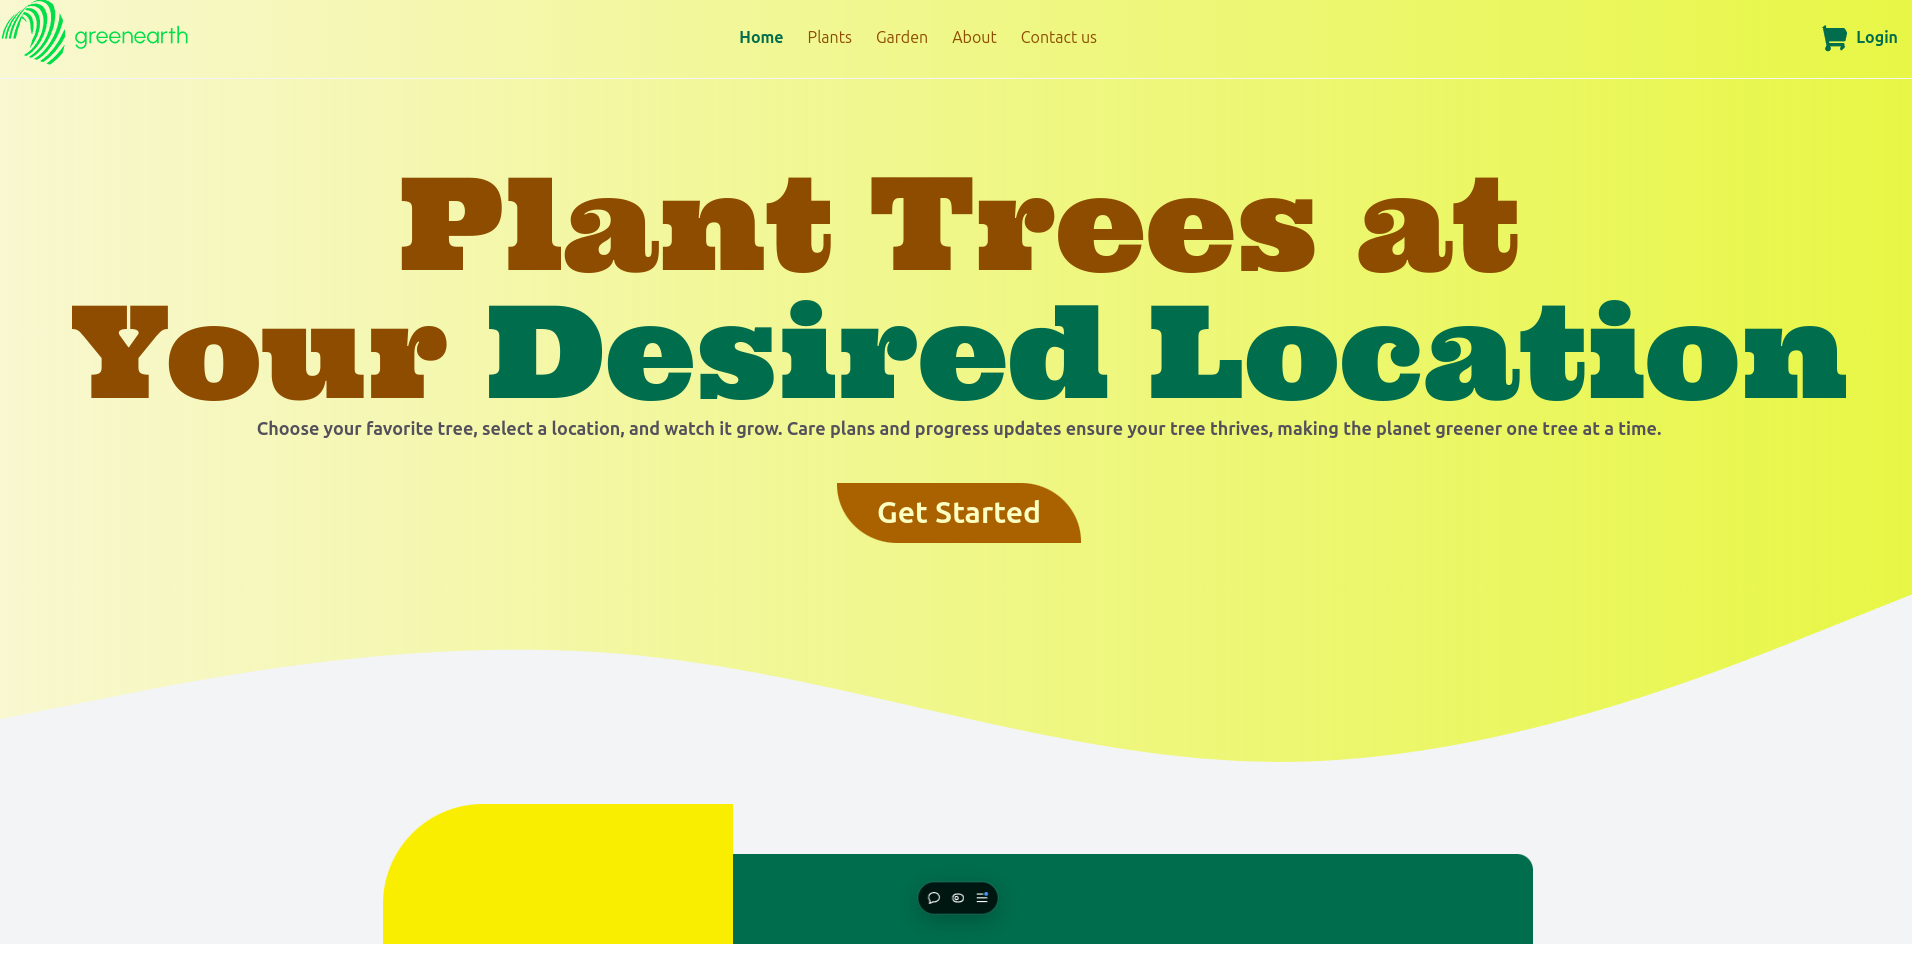 greenearth
Home Plants Garden About Contact us
Login
Plant Trees at
Your Desired Location
Choose your favorite tree, select a location, and watch it grow. Care plans and progress updates ensure your tree thrives, making the planet greener one tree at a time.
Get Started